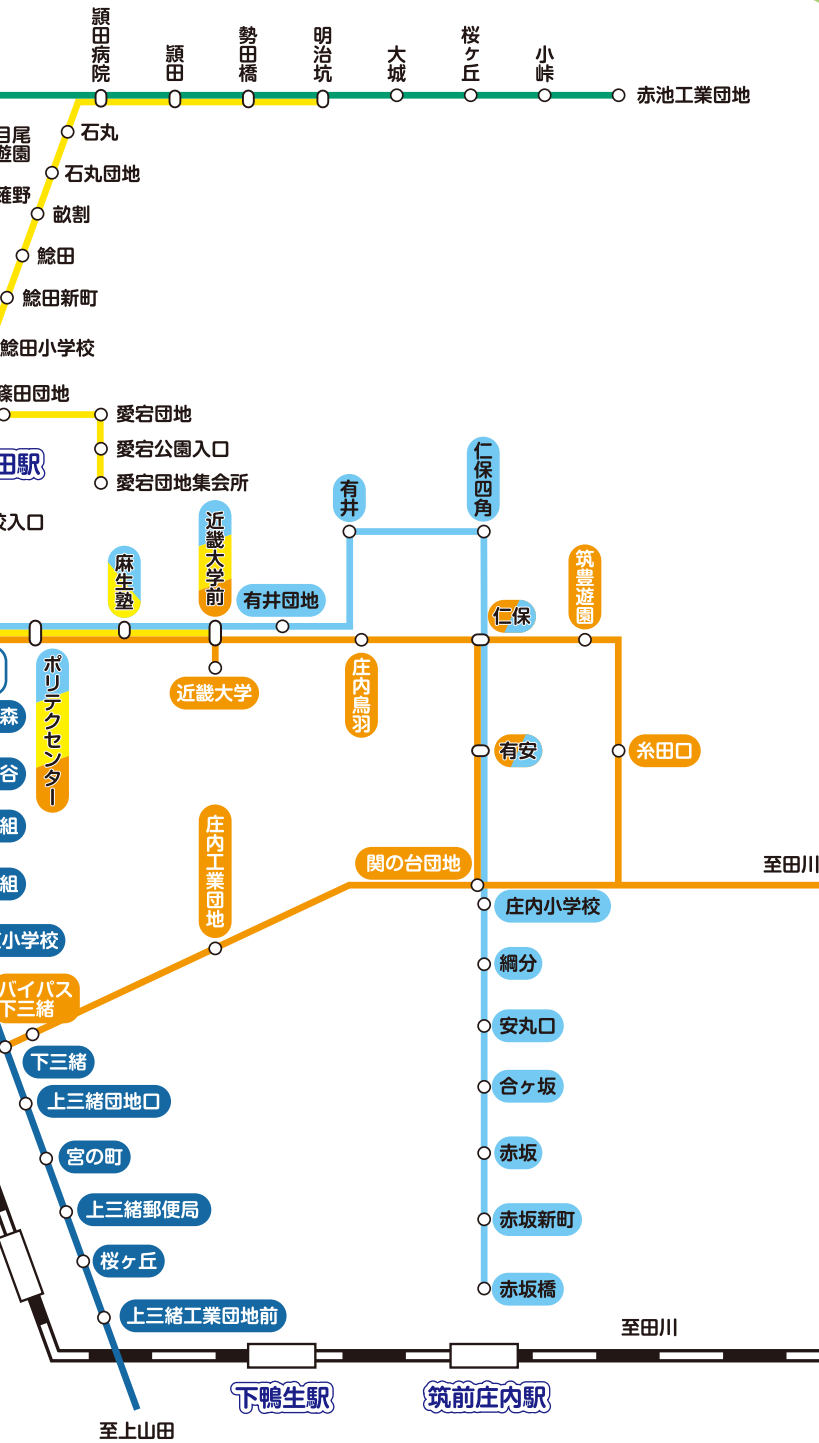 頴田病院
頴田
勢田橋
明治坑
大城
桜ヶ丘
小峠
赤池工業団地
目尾
遊園
石丸
石丸団地
野
畝割
鯰田
鯰田新町
鯰田小学校
篠田団地
愛宕団地
愛宕公園入口
愛宕団地集会所
田駅
入口
有井
仁保四角
麻生塾
近畿大学前
有井団地
仁保
筑豊遊園
ポリテクセンター
近畿大学
庄内鳥羽
森
有安
糸田口
谷
組
庄内工業団地
関の台団地
至田川
組
庄内小学校
小学校
綱分
バイパス
下三緒
安丸口
下三緒
合ヶ坂
上三緒団地口
宮の町
赤坂
上三緒郵便局
赤坂新町
桜ヶ丘
赤坂橋
上三緒工業団地前
至田川
下鴨生駅
筑前庄内駅
至上山田